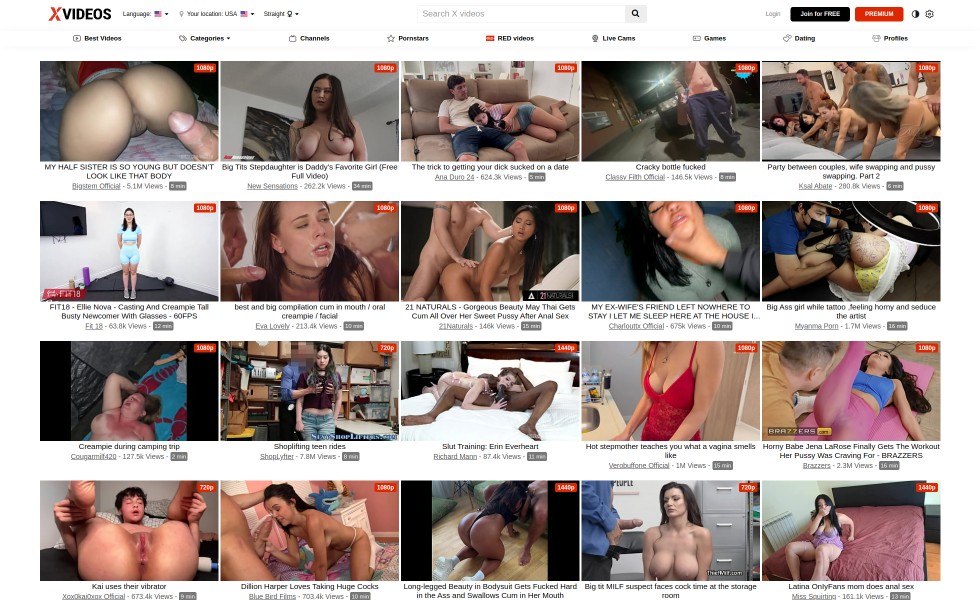 XVIDEOS
Language:
Your location: USA
Straight
Search X videos
Login
Join for FREE
PREMIUM
Best Videos
Categories
Channels
Pornstars
RED videos
Live Cams
Games
Dating
Profiles
1080p
1080p
1080p
1080p
1080p
MY HALF SISTER IS SO YOUNG BUT DOESN'T
LOOK LIKE THAT BODY
Bigstem Official - 5.1M Views - 8 min
Big Tits Stepdaughter is Daddy's Favorite Girl (Free
Full Video)
New Sensations - 262.2k Views - 34 min
The trick to getting your dick sucked on a date
Ana Duro 24 - 624.3k Views - 5 min
Cracky bottle fucked
Classy Filth Official - 146.5k Views - 8 min
Party between couples, wife swapping and pussy
swapping. Part 2
Ksal Abate - 280.8k Views - 6 min
1080p
1080p
1080p
1080p
1080p
FIT18
21 NATURALS
FIT18 - Ellie Nova - Casting And Creampie Tall
Busty Newcomer With Glasses - 60FPS
Fit 18 - 63.8k Views - 12 min
best and big compilation cum in mouth / oral
creampie / facial
Eva Lovely - 213.4k Views - 10 min
21 NATURALS - Gorgeous Beauty May Thai Gets
Cum All Over Her Sweet Pussy After Anal Sex
21Naturals - 146k Views - 15 min
MY EX-WIFE'S FRIEND LEFT NOWHERE TO
STAY I LET ME SLEEP HERE AT THE HOUSE I...
Charlouttx Official - 675k Views - 10 min
Big Ass girl while tattoo ,feeling horny and seduce
the artist
Myanma Porn - 1.7M Views - 16 min
1080p
720p
1440p
1080p
1080p
BRAZZERS
Creampie during camping trip
Cougarmilf420 - 127.5k Views - 2 min
Shoplifting teen rides
ShopLyfter - 7.8M Views - 8 min
Slut Training: Erin Everheart
Richard Mann - 87.4k Views - 11 min
Hot stepmother teaches you what a vagina smells
like
Verobuffone Official - 1M Views - 15 min
Horny Babe Jena LaRose Finally Gets The Workout
Her Pussy Was Craving For - BRAZZERS
Brazzers - 2.3M Views - 16 min
720p
1080p
1440p
720p
1440p
ThiefMilf.com
Kai uses their vibrator
Xox0kai0xox Official - 673.4k Views - 9 min
Dillion Harper Loves Taking Huge Cocks
Blue Bird Films - 703.4k Views - 10 min
Long-legged Beauty in Bodysuit Gets Fucked Hard
in the Ass and Swallows Cum in Her Mouth
Big tit MILF suspect faces cock time at the storage
room
Latina OnlyFans mom does anal sex
Miss Squirting - 161.1k Views - 13 min